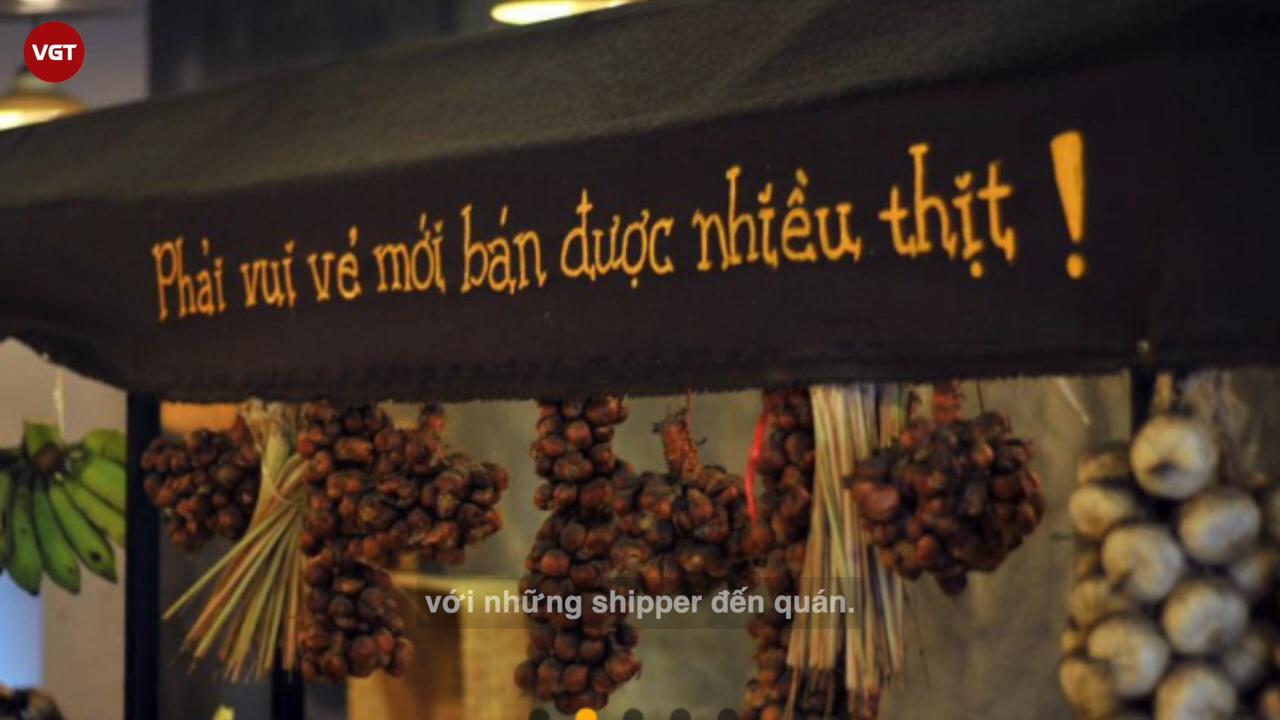 VGT
Phải vui vẻ mới bán được nhiều thịt !
với những shipper đến quán.